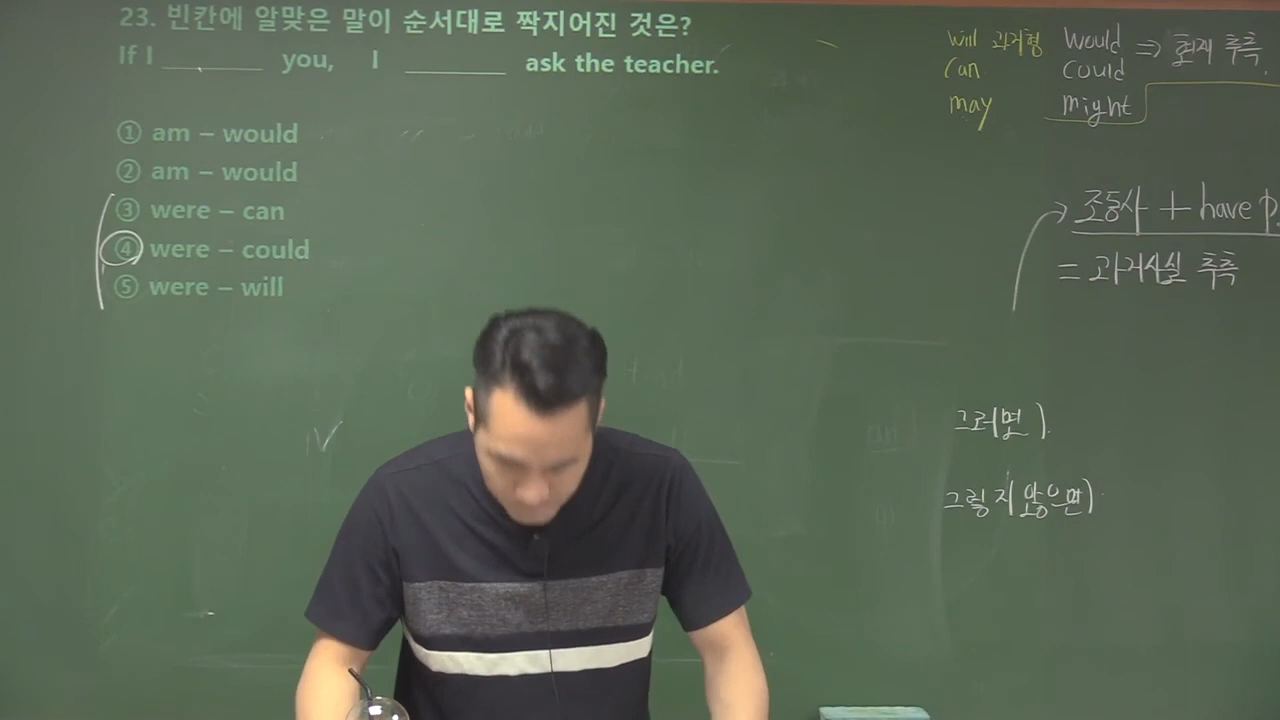 23. 빈칸에 알맞은 말이 순서대로 짝지어진 것은?
If I ________ you, I ________ ask the teacher.
① am – would
② am – would
③ were – can
④ were – could
⑤ were – will
will 과거형 would ⇒ 현재 추측.
can could
may might
→ 조동사 + have p.
= 과거사실 추측
그러면 ).
그렇지 않으면)